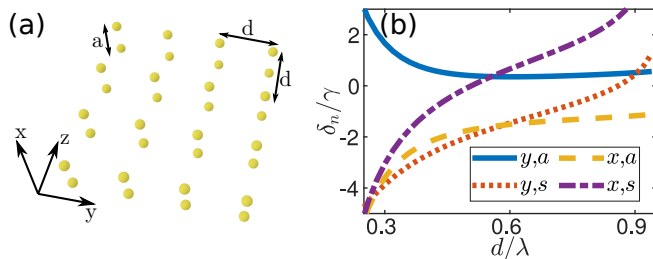 (a)
a
d
d
x
z
y
(b)
δₙ/γ
2
0
-2
-4
y,a
x,a
y,s
x,s
0.3
0.6
0.9
d/λ